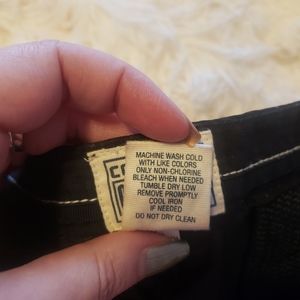 MACHINE WASH COLD
WITH LIKE COLORS
ONLY NON-CHLORINE
BLEACH WHEN NEEDED
TUMBLE DRY LOW
REMOVE PROMPTLY
COOL IRON
IF NEEDED
DO NOT DRY CLEAN